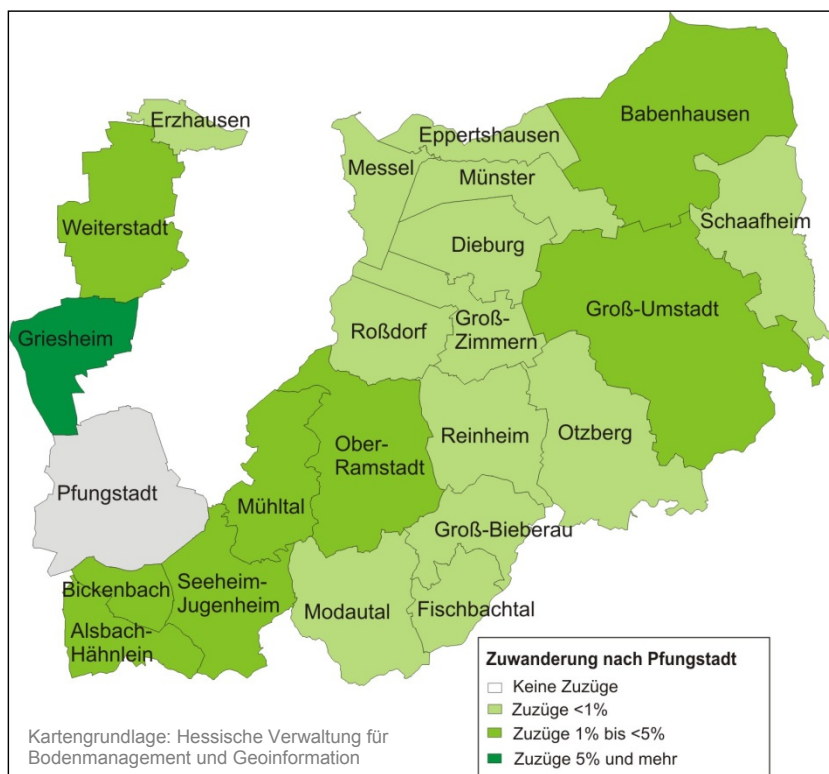 Erzhausen
Babenhausen
Eppertshausen
Messel
Münster
Schaafheim
Weiterstadt
Dieburg
Groß-Umstadt
Griesheim
Roßdorf
Groß-
Zimmern
Ober-
Ramstadt
Reinheim
Otzberg
Pfungstadt
Mühltal
Groß-Bieberau
Bickenbach
Seeheim-
Jugenheim
Modautal
Fischbachtal
Alsbach-
Hähnlein
Zuwanderung nach Pfungstadt
Keine Zuzüge
Zuzüge <1%
Zuzüge 1% bis <5%
Zuzüge 5% und mehr
Kartengrundlage: Hessische Verwaltung für
Bodenmanagement und Geoinformation